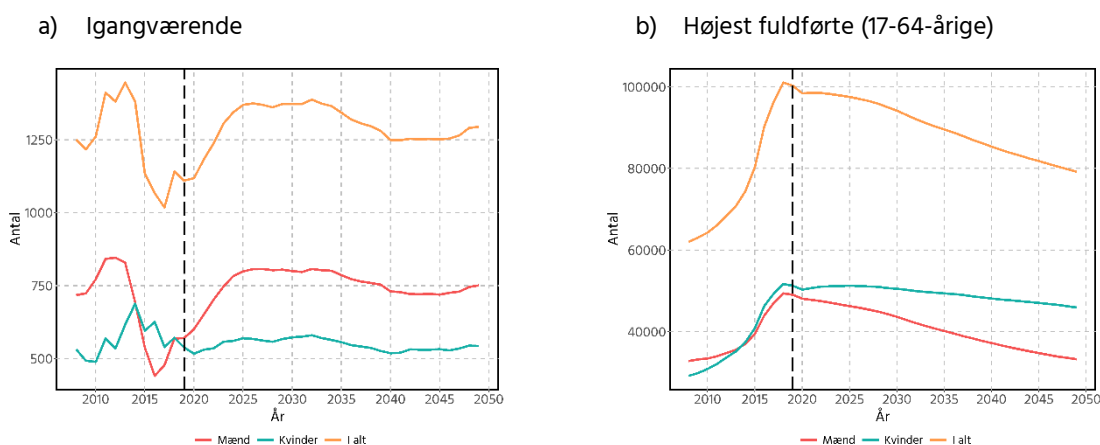 a) Igangværende
1250
1000
750
500
Antal
2010 2015 2020 2025 2030 2035 2040 2045 2050
År
Mænd Kvinder I alt
b) Højest fuldførte (17-64-årige)
100000
80000
60000
40000
Antal
2010 2015 2020 2025 2030 2035 2040 2045 2050
År
Mænd Kvinder I alt